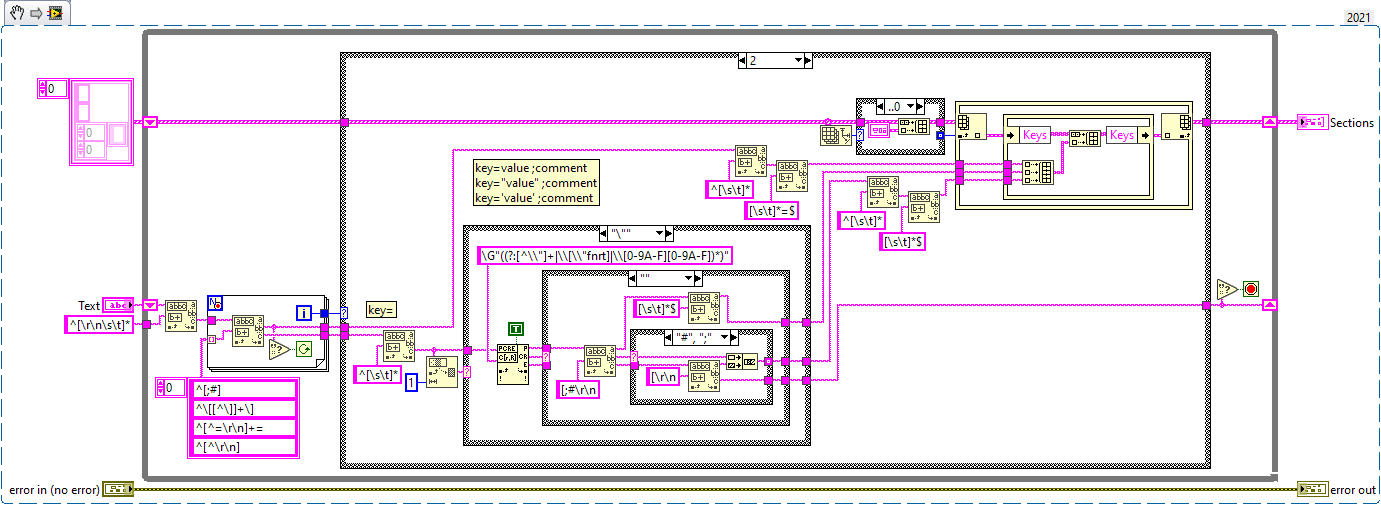 2021
2
0
0
0
..0
Sections
Keys
Keys
key=value ;comment
key="value" ;comment
key='value' ;comment
^[\s\t]*
[\s\t]*=$
^[\s\t]*
[\s\t]*$
"\""
\G"((?:[^\\"]+|\\[\\"fnrt]|\\[0-9A-F][0-9A-F])*)"
""
Text
abc
N
i
key=
[\s\t]*$
^[\r\n\s\t]*
T
"#", ";"
^[\s\t]*
1
[\r\n
[;#\r\n
0
^[;#]
^\[[^\]]+\]
^[^=\r\n]+=
^[^\r\n]
error in (no error)
error out